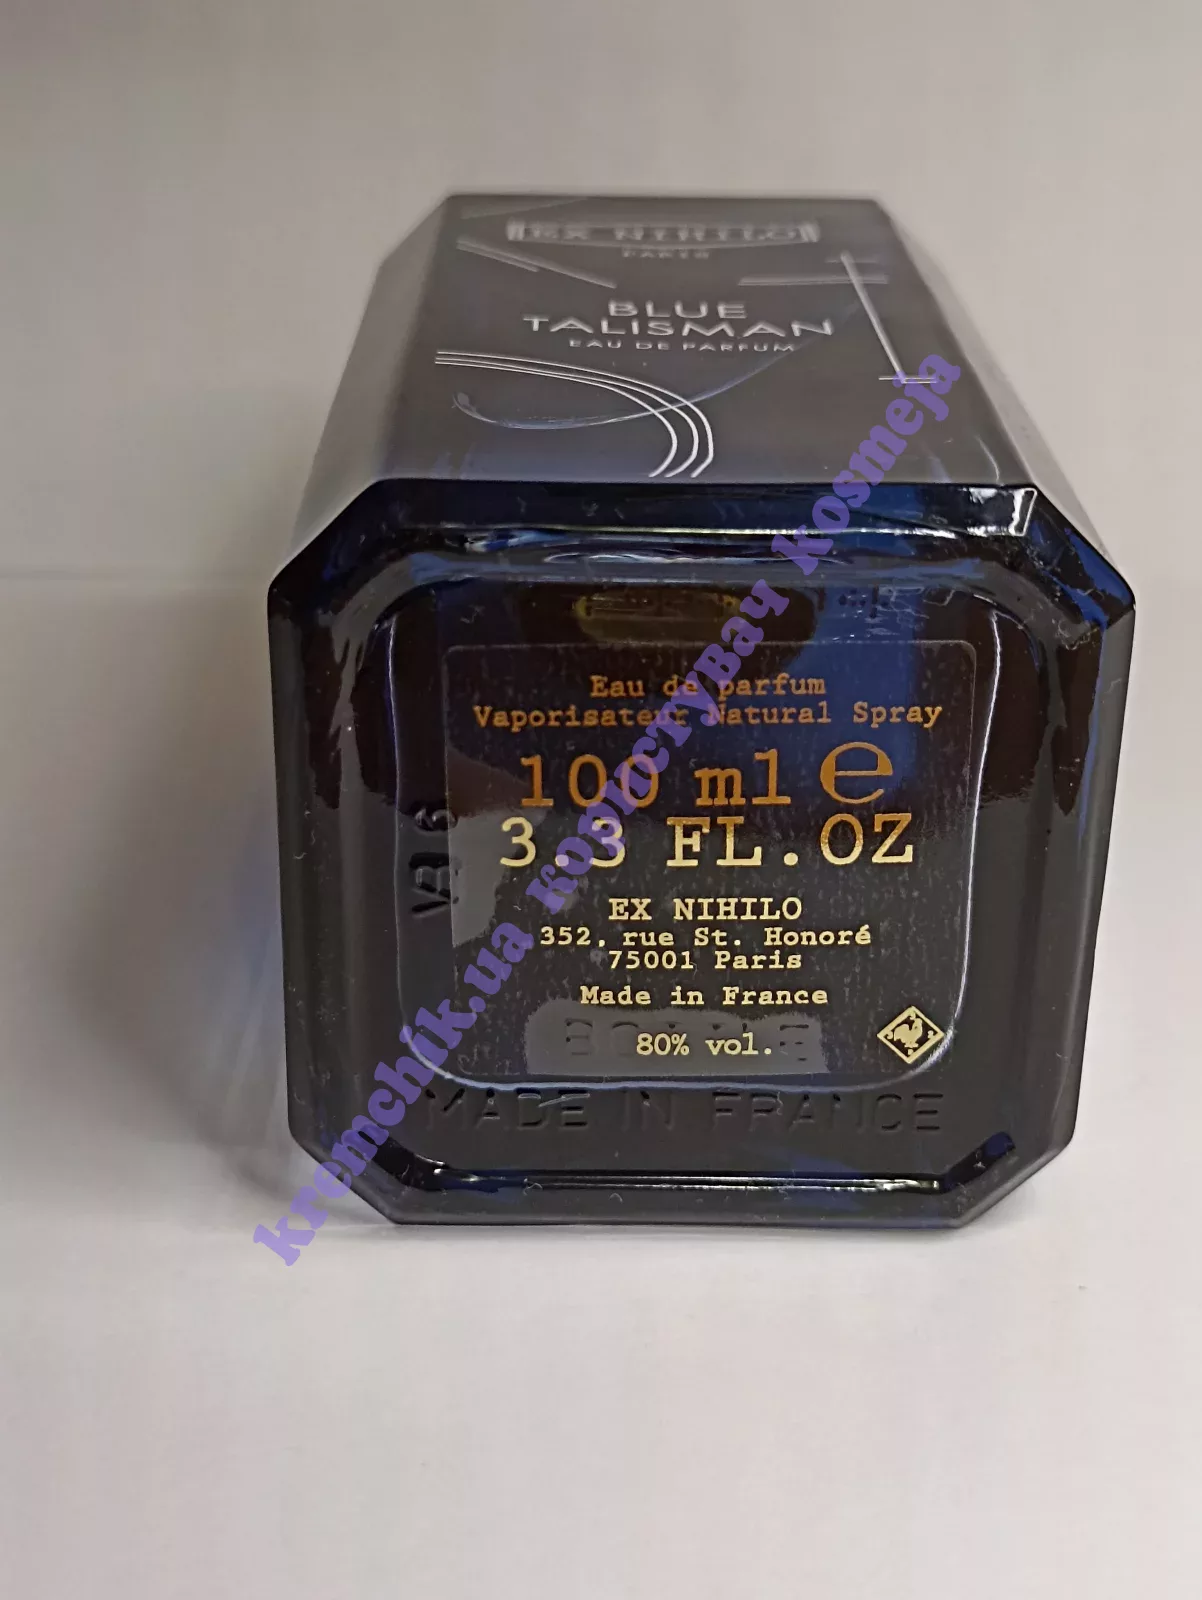 EX NIHILO
PARIS
BLUE
TALISMAN
EAU DE PARFUM
Eau de parfum
Vaporisateur Natural Spray
100 ml e
3.3 FL.OZ
EX NIHILO
352, rue St. Honoré
75001 Paris
Made in France
80% vol.
MADE IN FRANCE
kremchik.ua користувач kosmeja